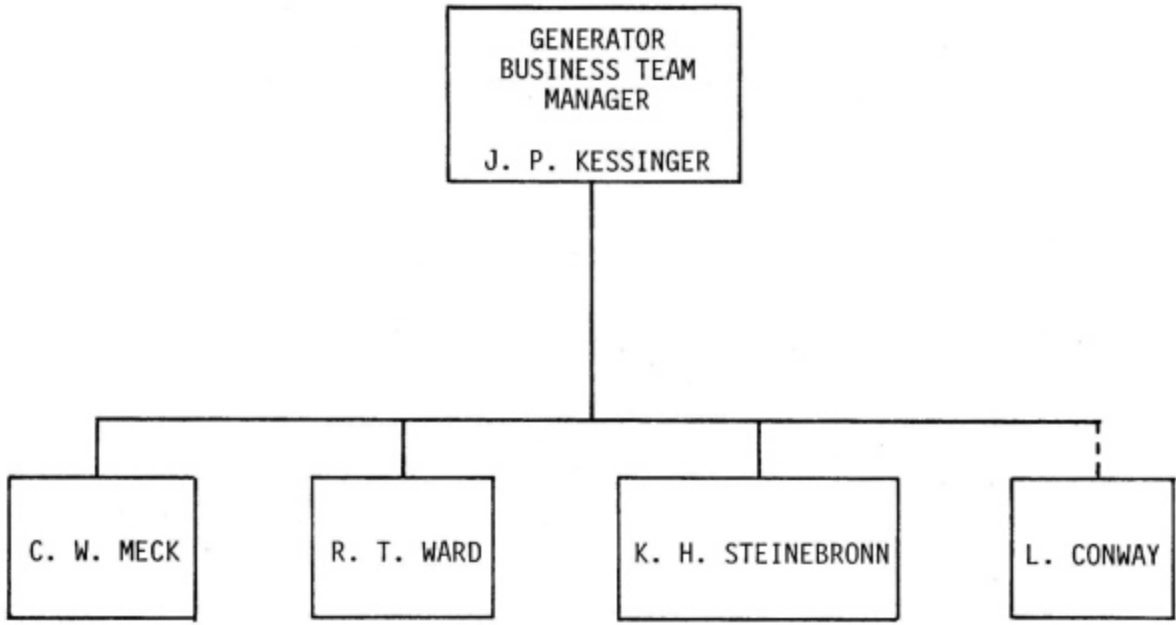 GENERATOR
BUSINESS TEAM
MANAGER
J. P. KESSINGER
C. W. MECK
R. T. WARD
K. H. STEINEBRONN
L. CONWAY